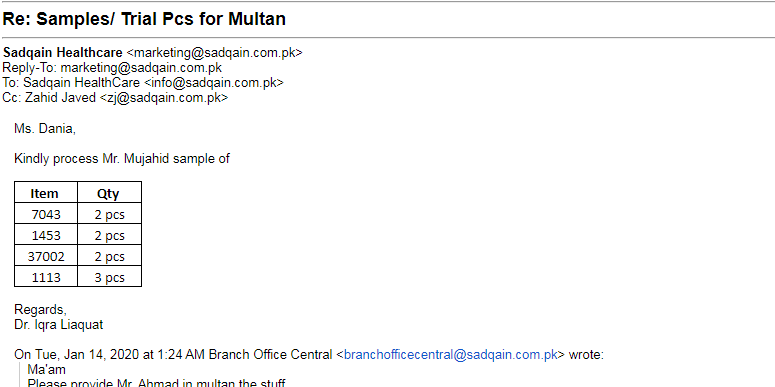 Re: Samples/ Trial Pcs for Multan
Sadqain Healthcare <marketing@sadqain.com.pk>
Reply-To: marketing@sadqain.com.pk
To: Sadqain HealthCare <info@sadqain.com.pk>
Cc: Zahid Javed <zj@sadqain.com.pk>
Ms. Dania,
Kindly process Mr. Mujahid sample of
Item Qty
7043 2 pcs
1453 2 pcs
37002 2 pcs
1113 3 pcs
Regards,
Dr. Iqra Liaquat
On Tue, Jan 14, 2020 at 1:24 AM Branch Office Central <branchofficecentral@sadqain.com.pk> wrote:
Ma'am
Please provide Mr. Ahmad in multan the stuff